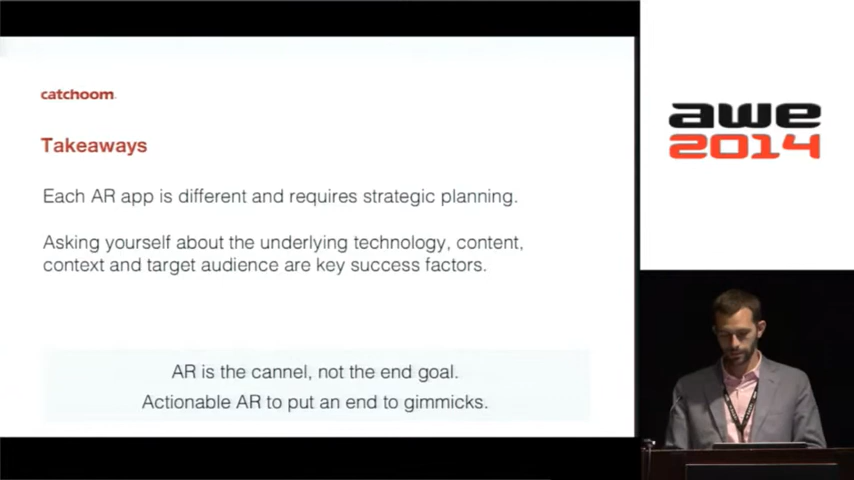 catchoom
Takeaways
Each AR app is different and requires strategic planning.
Asking yourself about the underlying technology, content,
context and target audience are key success factors.
AR is the cannel, not the end goal.
Actionable AR to put an end to gimmicks.
awe
2014